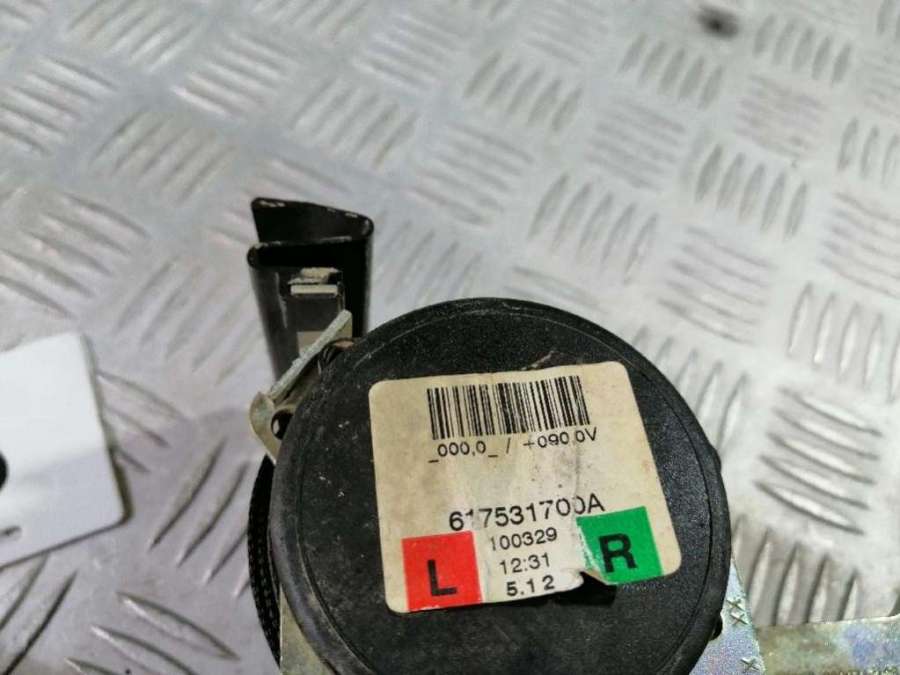 _000,0_ / +090,0V
617531700A
100329
L
R
12:31
5.12